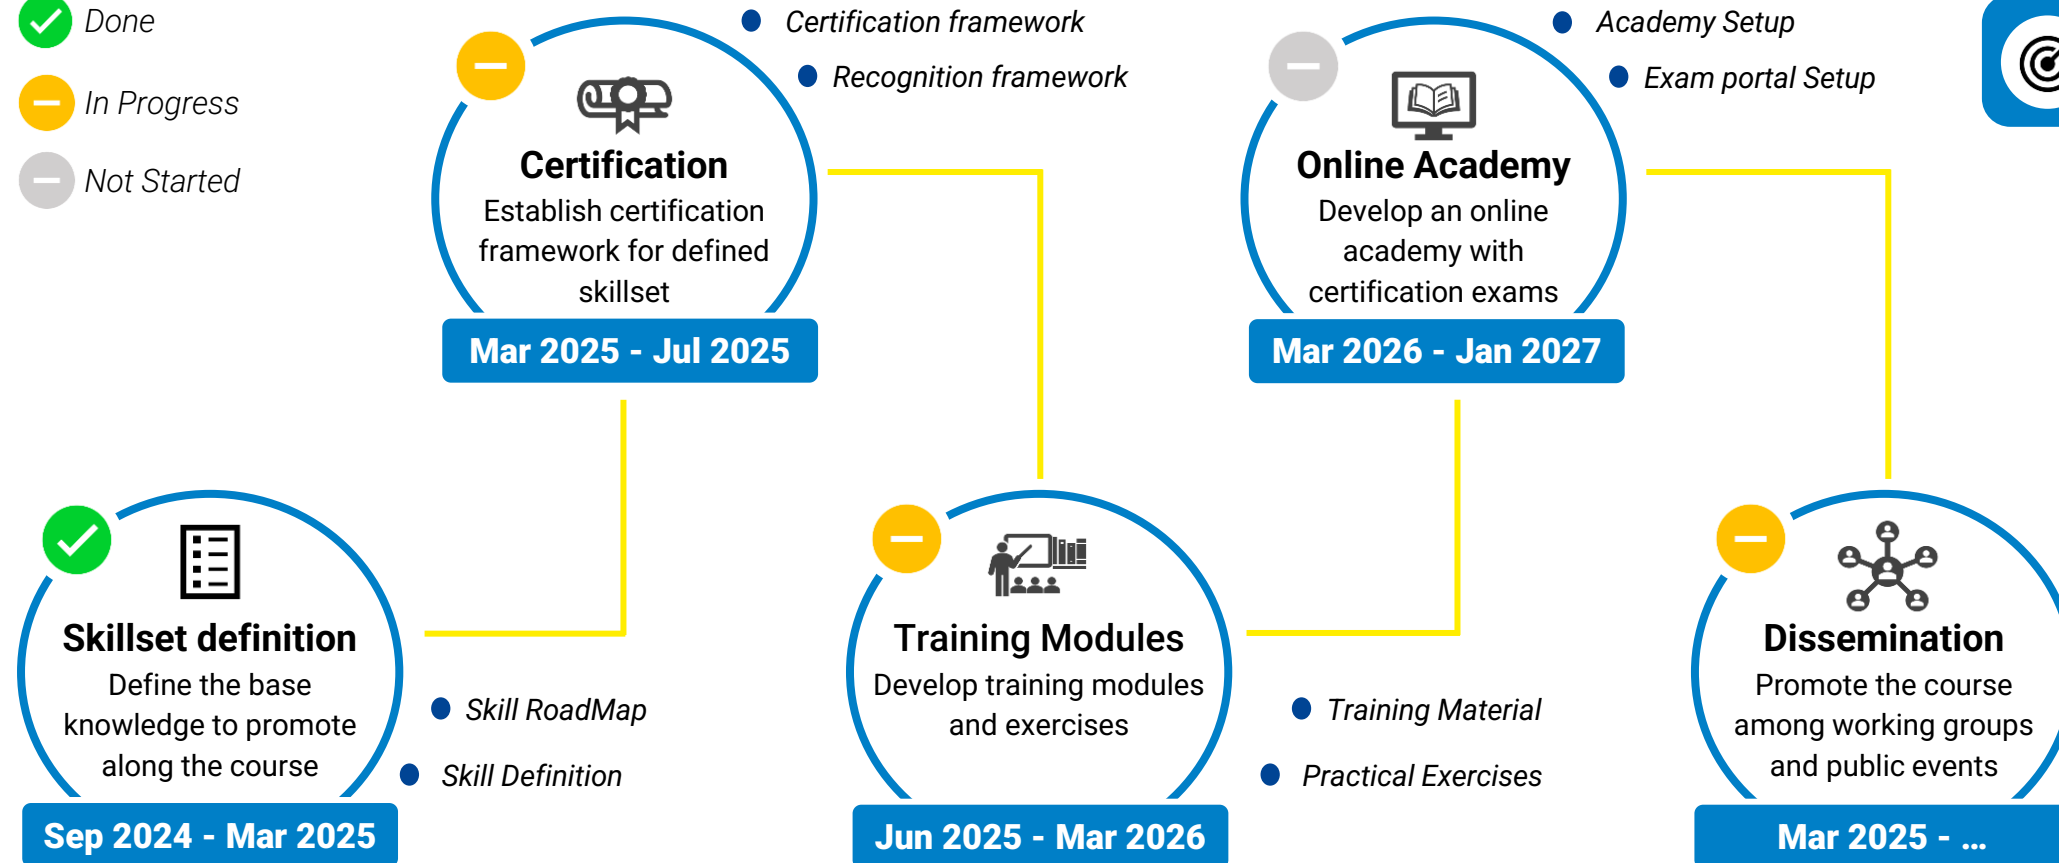 Done
In Progress
Not Started
Certification framework
Recognition framework
Certification
Establish certification
framework for defined
skillset
Mar 2025 - Jul 2025
Academy Setup
Exam portal Setup
Online Academy
Develop an online
academy with
certification exams
Mar 2026 - Jan 2027
Skillset definition
Define the base
knowledge to promote
along the course
Sep 2024 - Mar 2025
Skill RoadMap
Skill Definition
Training Modules
Develop training modules
and exercises
Jun 2025 - Mar 2026
Training Material
Practical Exercises
Dissemination
Promote the course
among working groups
and public events
Mar 2025 - ...